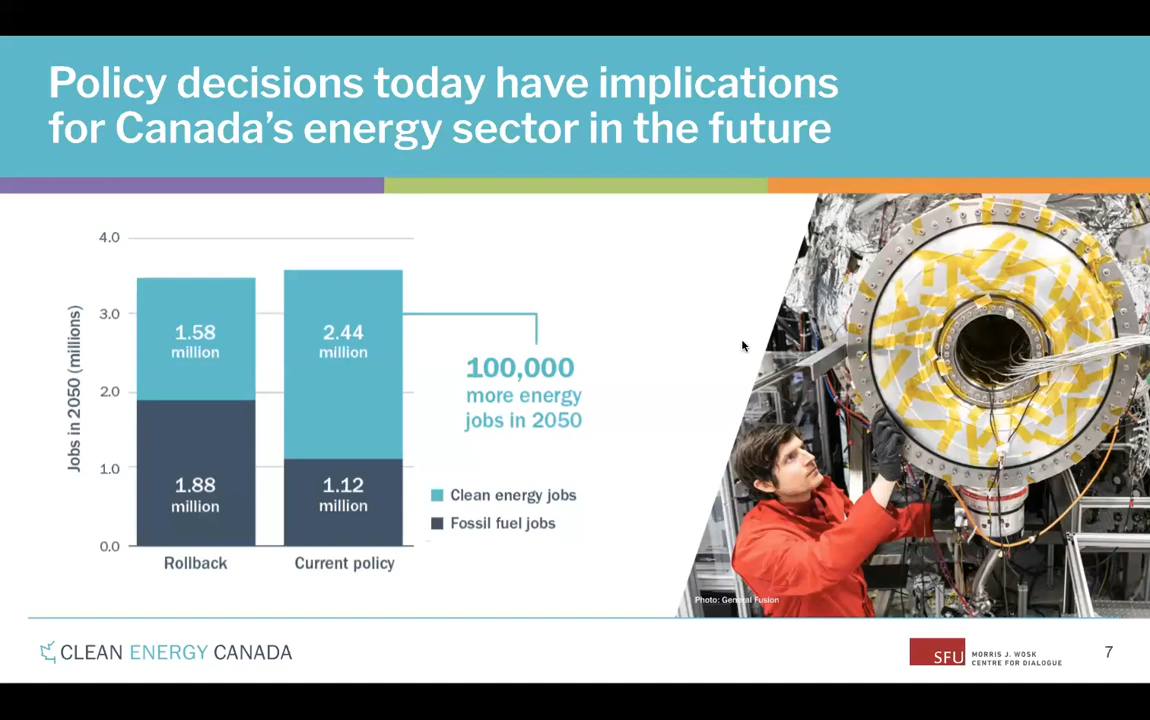 Policy decisions today have implications
for Canada's energy sector in the future
Jobs in 2050 (millions)
4.0
3.0
2.0
1.0
0.0
1.58
million
1.88
million
2.44
million
1.12
million
Rollback
Current policy
100,000
more energy
jobs in 2050
Clean energy jobs
Fossil fuel jobs
Photo: General Fusion
CLEAN ENERGY CANADA
SFU
MORRIS J. WOSK
CENTRE FOR DIALOGUE
7